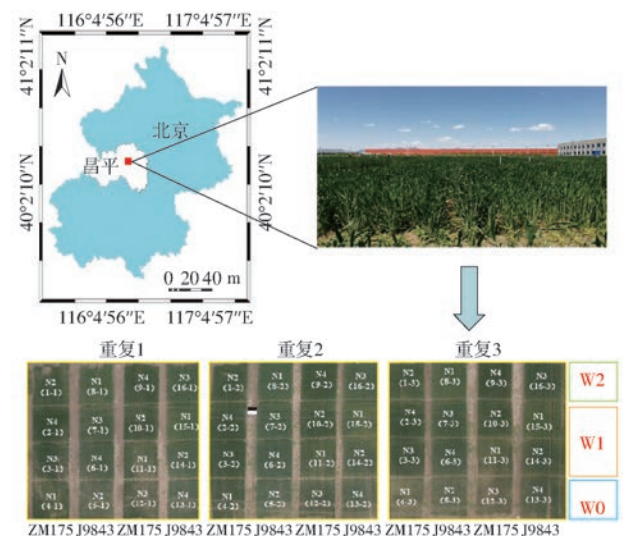 116°4′56″E 117°4′57″E
41°2′11″N 41°2′11″N
北京
昌平
40°2′10″N 40°2′10″N
0 20 40 m
116°4′56″E 117°4′57″E
N
重复1 重复2 重复3
N2 N1 N4 N3 N2 N1 N4 N3 N2 N1 N4 N3 W2
(1-1) (8-1) (9-1) (16-1) (1-2) (8-2) (9-2) (16-2) (1-3) (8-3) (9-3) (16-3)
N4 N3 N2 N1 N4 N3 N2 N1 N4 N3 N2 N1
(2-1) (7-1) (10-1) (15-1) (2-2) (7-2) (10-2) (2-3) (7-3) (10-3) (15-3)
W1
N3 N4 N1 N2 N3 N4 N1 N2 N3 N4 N1 N2
(3-1) (6-1) (11-1) (14-1) (3-2) (6-2) (11-2) (14-2) (3-3) (6-3) (11-3) (14-3)
N1 N2 N3 N4 N1 N2 N3 N4 N1 N2 N3 N4 W0
(4-1) (5-1) (12-1) (13-1) (4-2) (5-2) (12-2) (13-2) (12-3) (13-3)
ZM175 J9843 ZM175 J9843 ZM175 J9843 ZM175 J9843 ZM175 J9843 ZM175 J9843